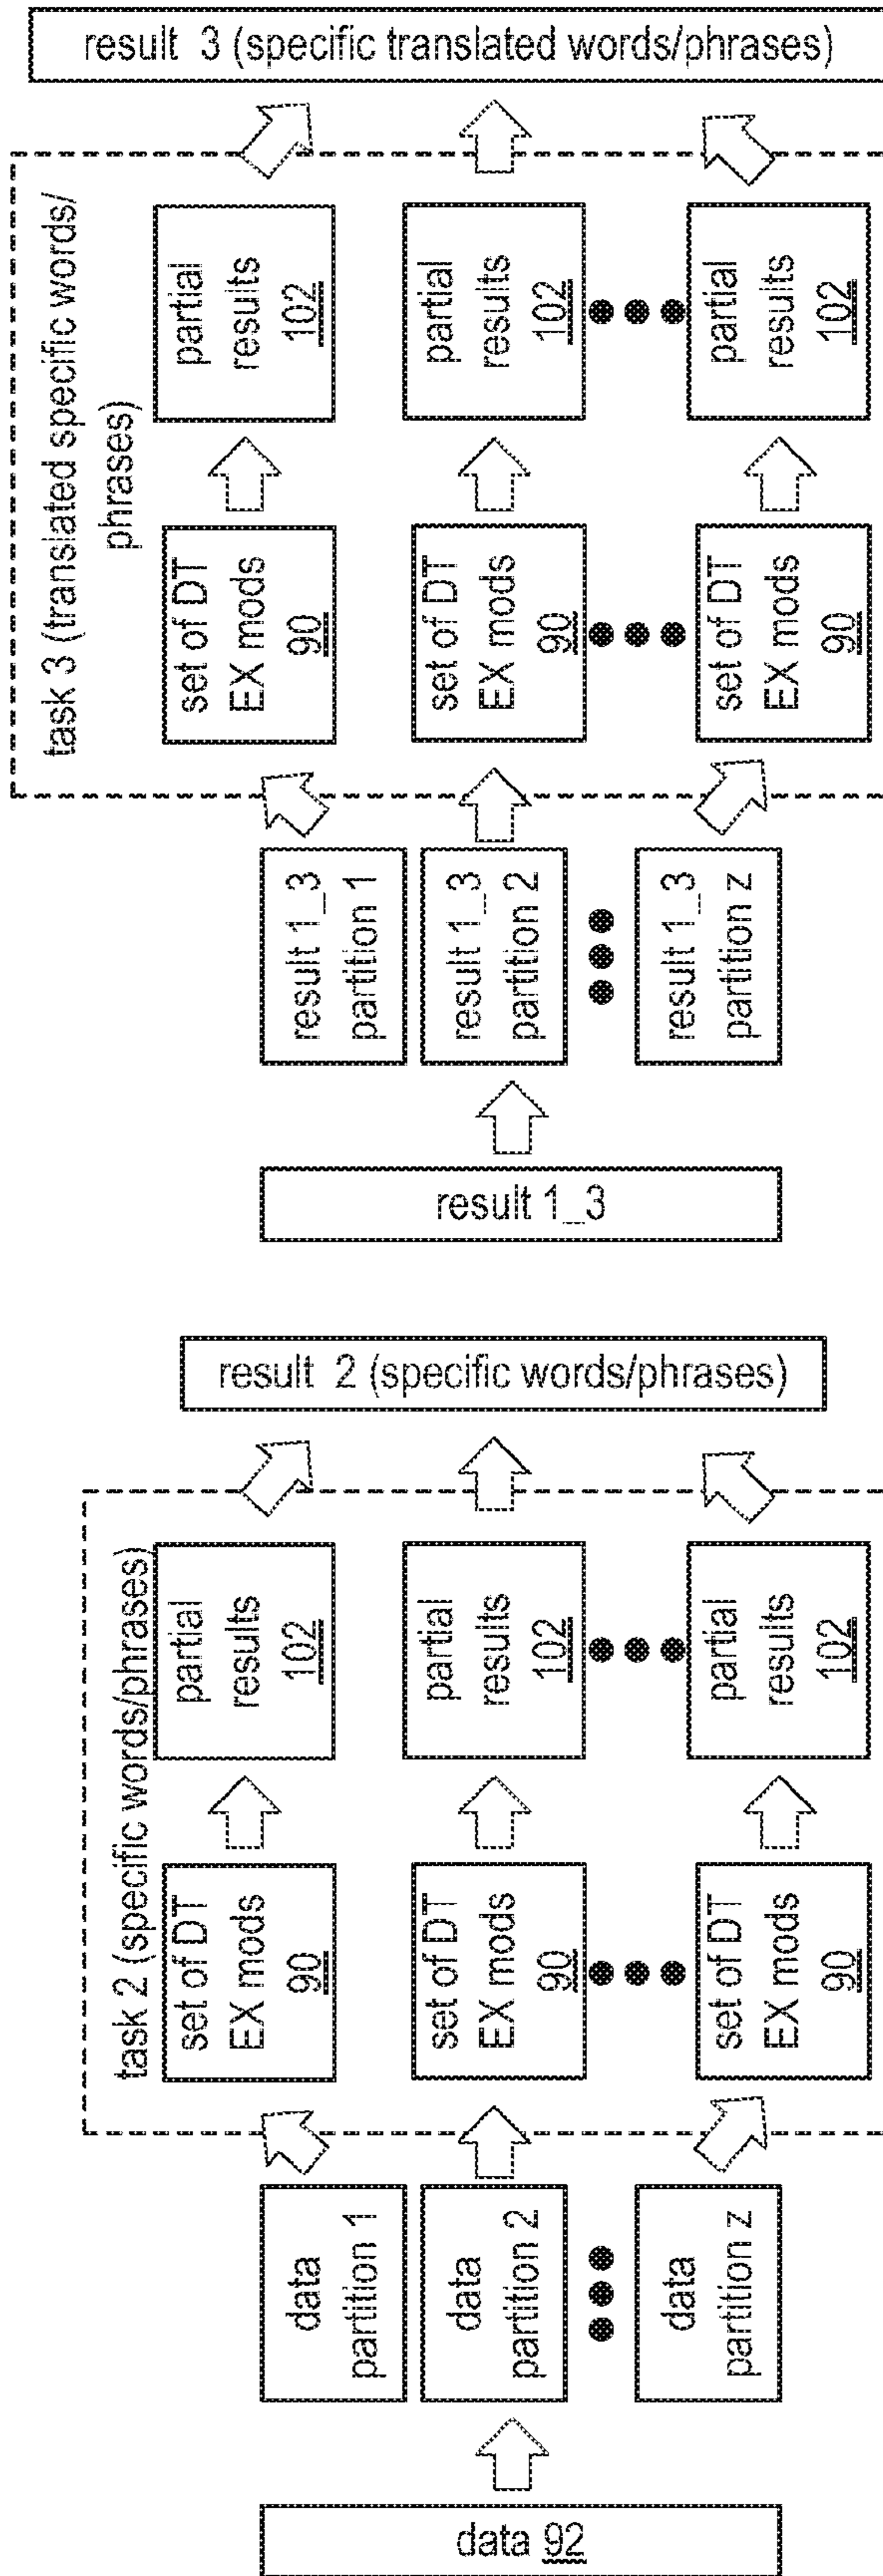 data 92
data
partition 1
data
partition 2
data
partition z
task 2 (specific words/phrases)
set of DT
EX mods
90
set of DT
EX mods
90
set of DT
EX mods
90
partial
results
102
partial
results
102
partial
results
102
result 2 (specific words/phrases)
result 1_3
result 1_3
partition 1
result 1_3
partition 2
result 1_3
partition z
task 3 (translated specific words/
phrases)
set of DT
EX mods
90
set of DT
EX mods
90
set of DT
EX mods
90
partial
results
102
partial
results
102
partial
results
102
result 3 (specific translated words/phrases)